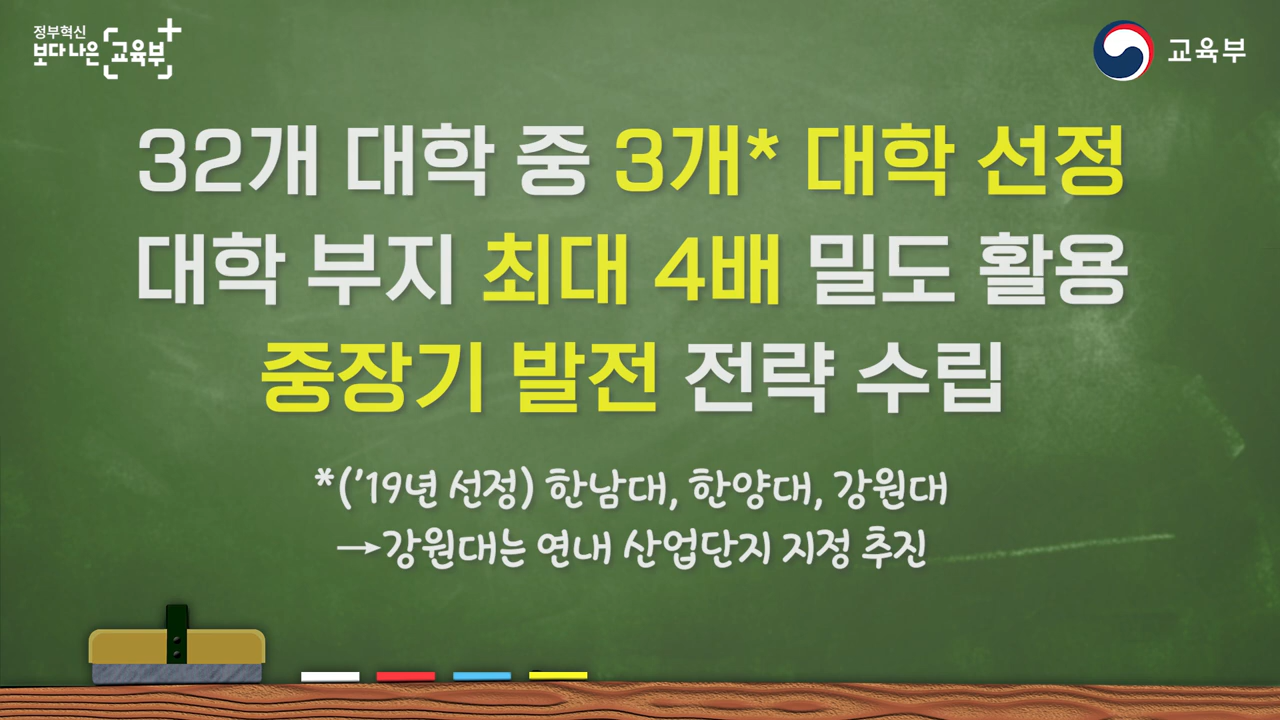 정부혁신
보다나은 교육부+
교육부
32개 대학 중 3개* 대학 선정
대학 부지 최대 4배 밀도 활용
중장기 발전 전략 수립
*('19년 선정) 한남대, 한양대, 강원대
→강원대는 연내 산업단지 지정 추진